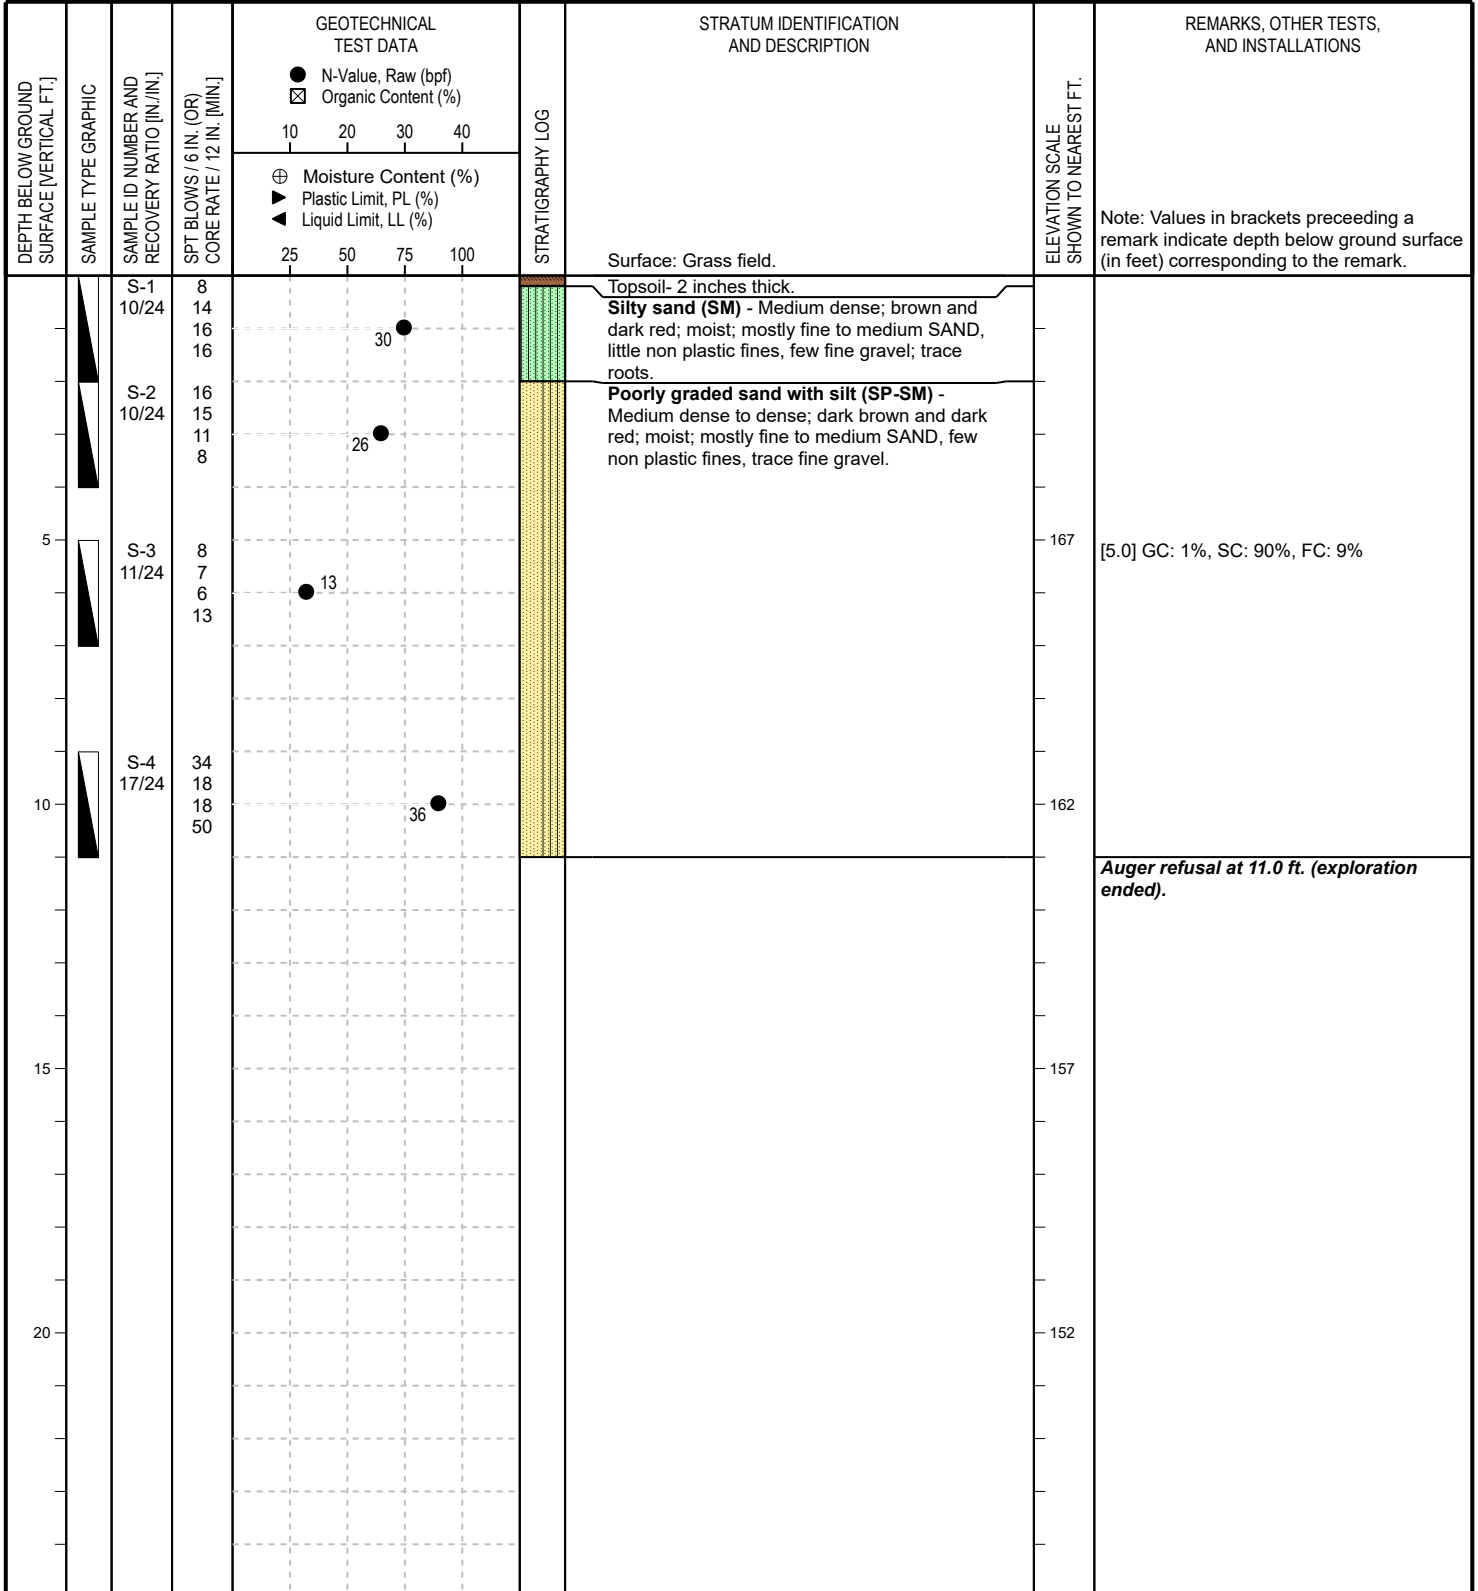 GEOTECHNICAL
TEST DATA
N-Value, Raw (bpf)
Organic Content (%)
10 20 30 40
Moisture Content (%)
Plastic Limit, PL (%)
Liquid Limit, LL (%)
25 50 75 100
DEPTH BELOW GROUND
SURFACE [VERTICAL FT.]
SAMPLE TYPE GRAPHIC
SAMPLE ID NUMBER AND
RECOVERY RATIO [IN./IN.]
SPT BLOWS / 6 IN. (OR)
CORE RATE / 12 IN. [MIN.]
STRATIGRAPHY LOG
STRATUM IDENTIFICATION
AND DESCRIPTION
Surface: Grass field.
ELEVATION SCALE
SHOWN TO NEAREST FT.
REMARKS, OTHER TESTS,
AND INSTALLATIONS
Note: Values in brackets preceeding a
remark indicate depth below ground surface
(in feet) corresponding to the remark.
S-1
10/24
8
14
16
16
30
Topsoil- 2 inches thick.
Silty sand (SM) - Medium dense; brown and
dark red; moist; mostly fine to medium SAND,
little non plastic fines, few fine gravel; trace
roots.
S-2
10/24
16
15
11
8
26
Poorly graded sand with silt (SP-SM) -
Medium dense to dense; dark brown and dark
red; moist; mostly fine to medium SAND, few
non plastic fines, trace fine gravel.
5
S-3
11/24
8
7
6
13
13
167
[5.0] GC: 1%, SC: 90%, FC: 9%
S-4
17/24
34
18
18
50
10
36
162
Auger refusal at 11.0 ft. (exploration
ended).
15
157
20
152